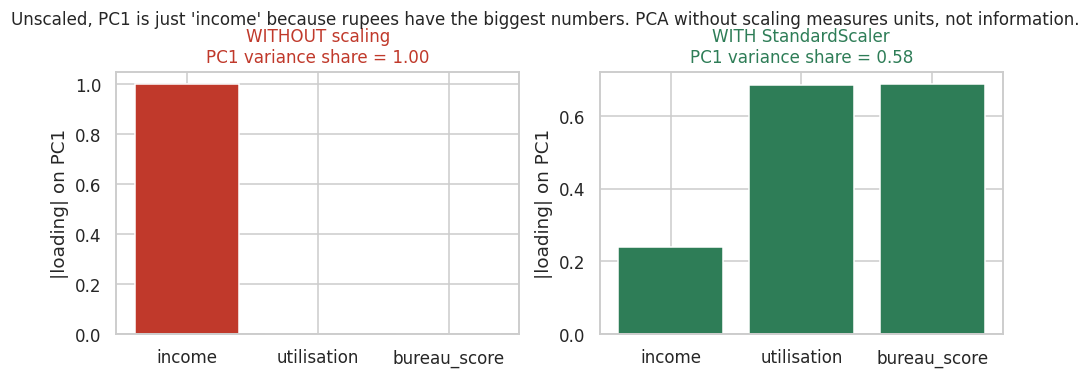 Unscaled, PC1 is just 'income' because rupees have the biggest numbers. PCA without scaling measures units, not information.
WITHOUT scaling
PC1 variance share = 1.00
|loading| on PC1
1.0
0.8
0.6
0.4
0.2
0.0
income utilisation bureau_score
WITH StandardScaler
PC1 variance share = 0.58
|loading| on PC1
0.6
0.4
0.2
0.0
income utilisation bureau_score